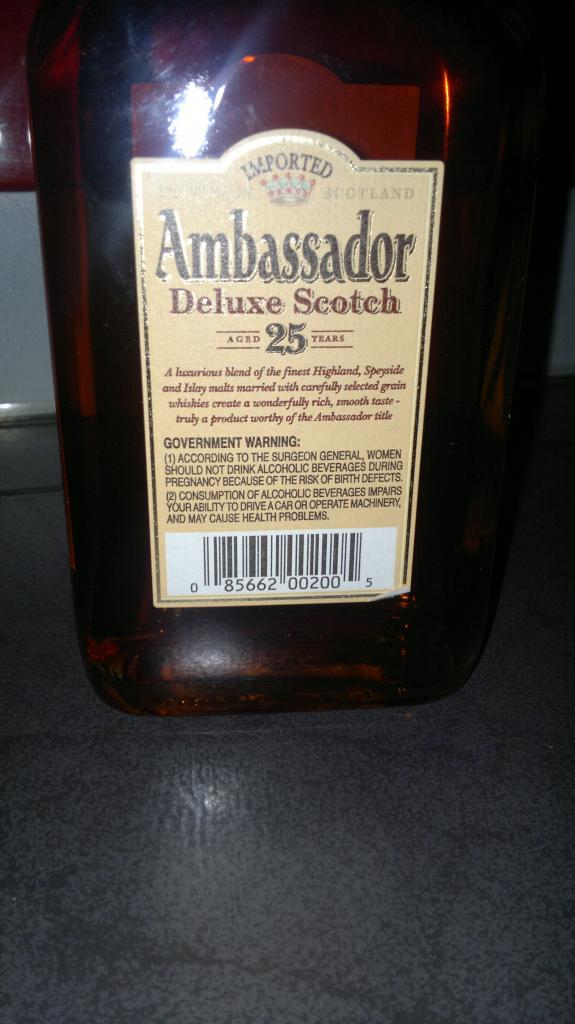 IMPORTED
SCOTLAND
Ambassador
Deluxe Scotch
AGED 25 YEARS
A luxurious blend of the finest Highland, Speyside
and Islay malts married with carefully selected grain
whiskies create a wonderfully rich, smooth taste -
truly a product worthy of the Ambassador title
GOVERNMENT WARNING:
(1) ACCORDING TO THE SURGEON GENERAL, WOMEN
SHOULD NOT DRINK ALCOHOLIC BEVERAGES DURING
PREGNANCY BECAUSE OF THE RISK OF BIRTH DEFECTS.
(2) CONSUMPTION OF ALCOHOLIC BEVERAGES IMPAIRS
YOUR ABILITY TO DRIVE A CAR OR OPERATE MACHINERY,
AND MAY CAUSE HEALTH PROBLEMS.
0 85662 00200 5